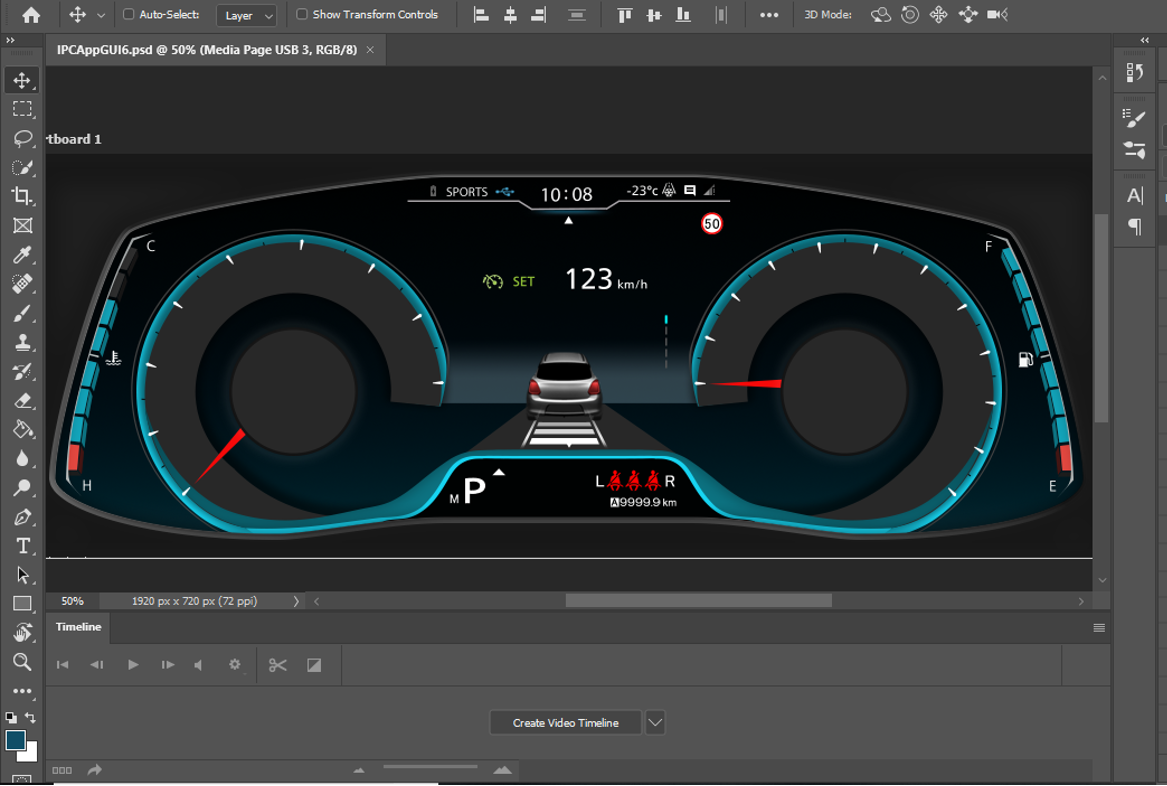 Auto-Select: Layer Show Transform Controls 3D Mode:
IPCAppGUI6.psd @ 50% (Media Page USB 3, RGB/8) ×
tboard 1
SPORTS 10:08 -23°c
50
C F
SET 123 km/h
H E
M P L R
A9999.9 km
50% 1920 px x 720 px (72 ppi)
Timeline
Create Video Timeline